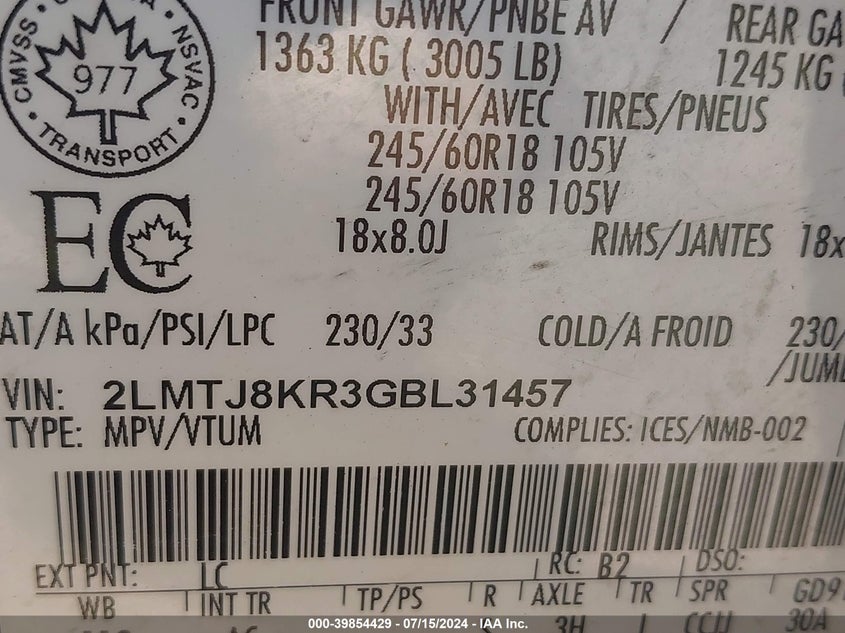 FRONT GAWR/PNBE AV / REAR GA
1363 KG ( 3005 LB) 1245 KG
WITH/AVEC TIRES/PNEUS
245/60R18 105V
245/60R18 105V
18x8.0J RIMS/JANTES 18x
CMVSS NSVAC
977
TRANSPORT
EC
AT/A kPa/PSI/LPC 230/33 COLD/A FROID 230/
/JUM
VIN: 2LMTJ8KR3GBL31457
TYPE: MPV/VTUM COMPLIES: ICES/NMB-002
EXT PNT: LC RC: B2 DSO:
WB INT TR TP/PS R AXLE TR SPR GD9
3H 30A
000-39854429 - 07/15/2024 - IAA Inc.